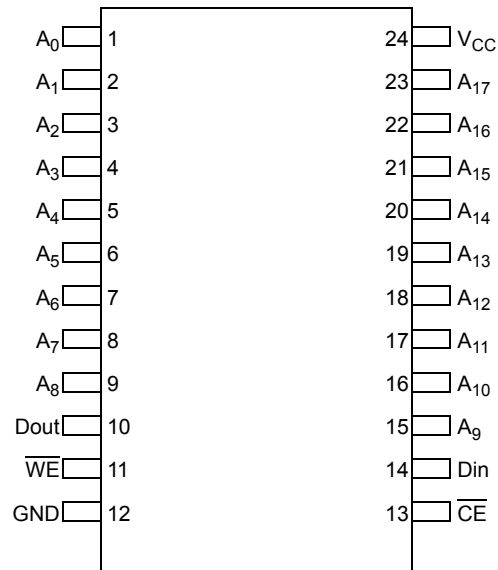 A0 1 24 VCC
A1 2 23 A17
A2 3 22 A16
A3 4 21 A15
A4 5 20 A14
A5 6 19 A13
A6 7 18 A12
A7 8 17 A11
A8 9 16 A10
Dout 10 15 A9
W̅E̅ 11 14 Din
GND 12 13 C̅E̅